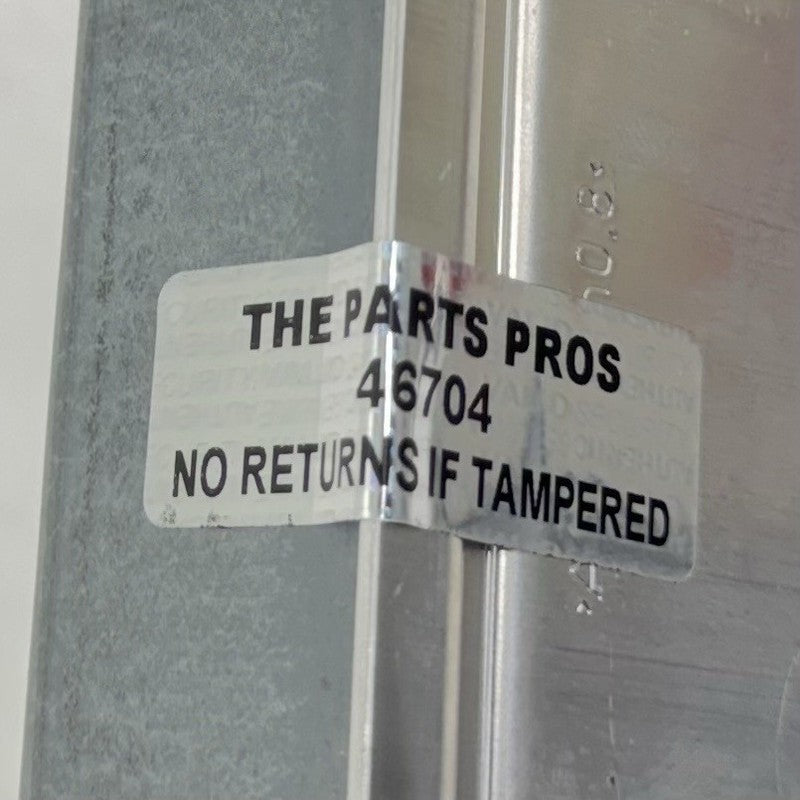 THE PARTS PROS
46704
NO RETURNS IF TAMPERED